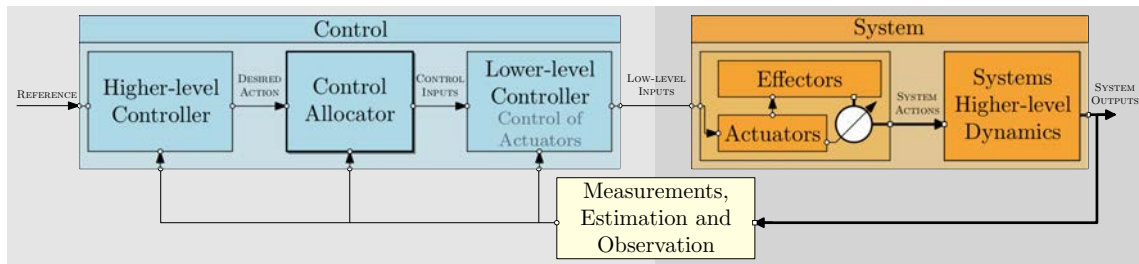 Control
System
REFERENCE
Higher-level
Controller
DESIRED
ACTION
Control
Allocator
CONTROL
INPUTS
Lower-level
Controller
Control of
Actuators
LOW-LEVEL
INPUTS
Effectors
Actuators
SYSTEM
ACTIONS
Systems
Higher-level
Dynamics
SYSTEM
OUTPUTS
Measurements,
Estimation and
Observation